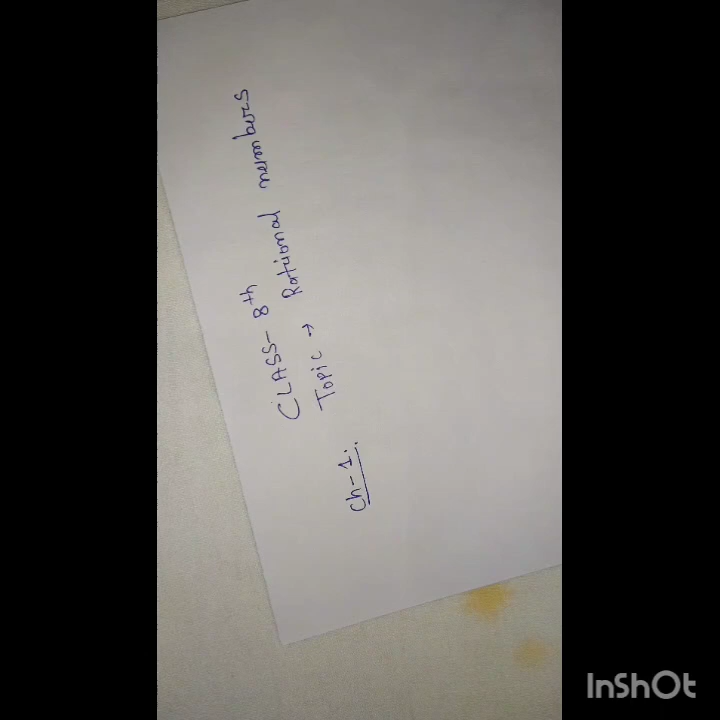 CLASS- 8th
Topic → Rational numbers
Ch-1.
InShOt